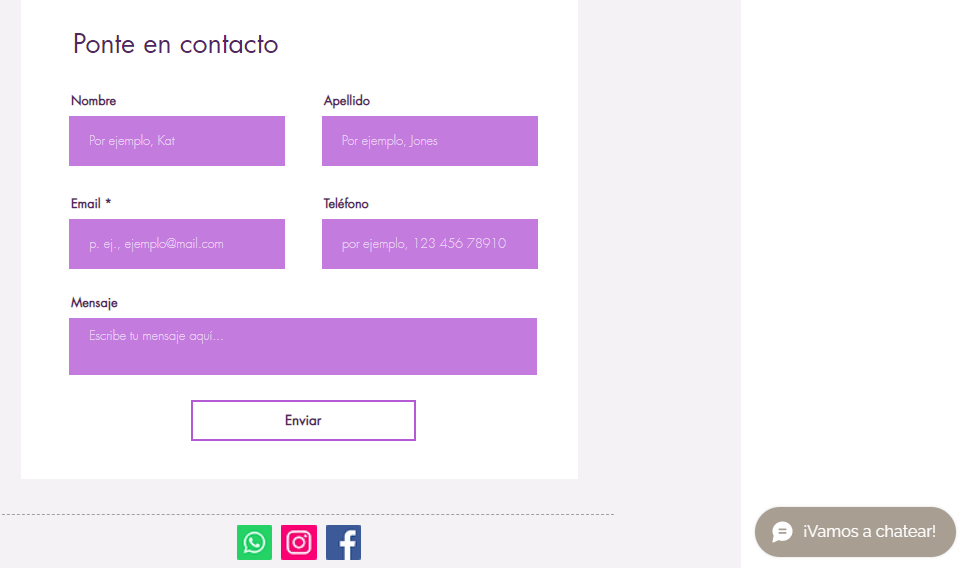 Ponte en contacto
Nombre
Apellido
Por ejemplo, Kat
Por ejemplo, Jones
Email *
Teléfono
p. ej., ejemplo@mail.com
por ejemplo, 123 456 78910
Mensaje
Escribe tu mensaje aquí...
Enviar
¡Vamos a chatear!